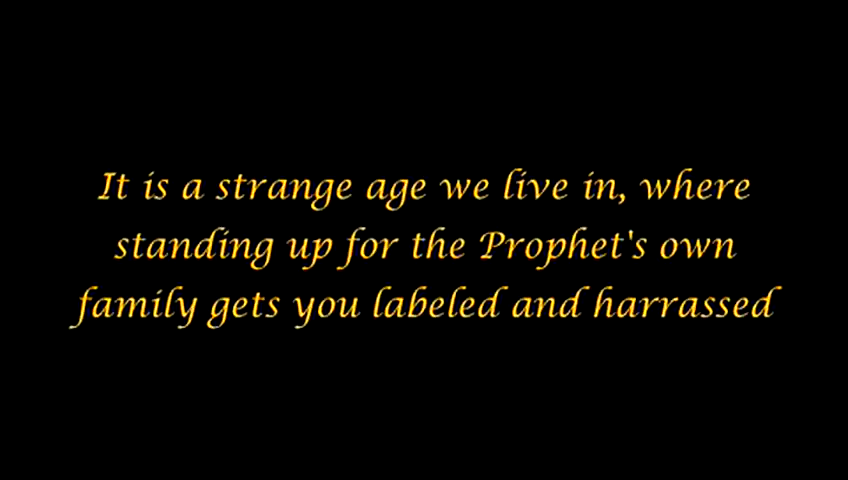 It is a strange age we live in, where
standing up for the Prophet's own
family gets you labeled and harrassed